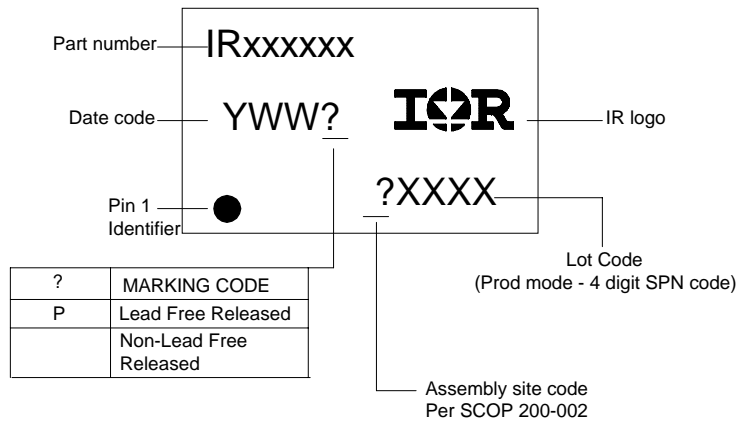 Part number
IRxxxxxx
Date code
YWW?
IOR
IR logo
?XXXX
Pin 1
Identifier
Lot Code
(Prod mode - 4 digit SPN code)
? MARKING CODE
P Lead Free Released
Non-Lead Free
Released
Assembly site code
Per SCOP 200-002